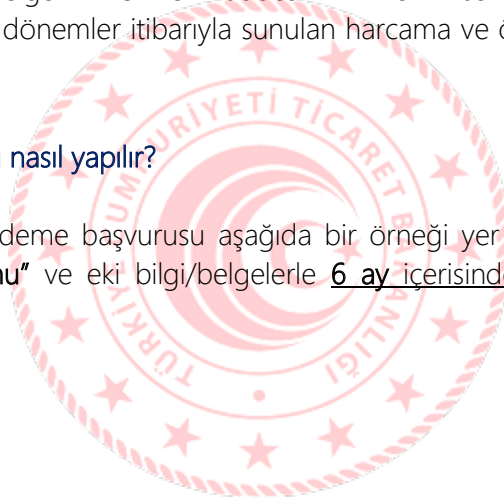 dönemler itibarıyla sunulan harcama ve
nasıl yapılır?
deme başvurusu aşağıda bir örneği yer
nu” ve eki bilgi/belgelerle 6 ay içerisinde
TÜRKİYE CUMHURİYETİ TİCARET BAKANLIĞI